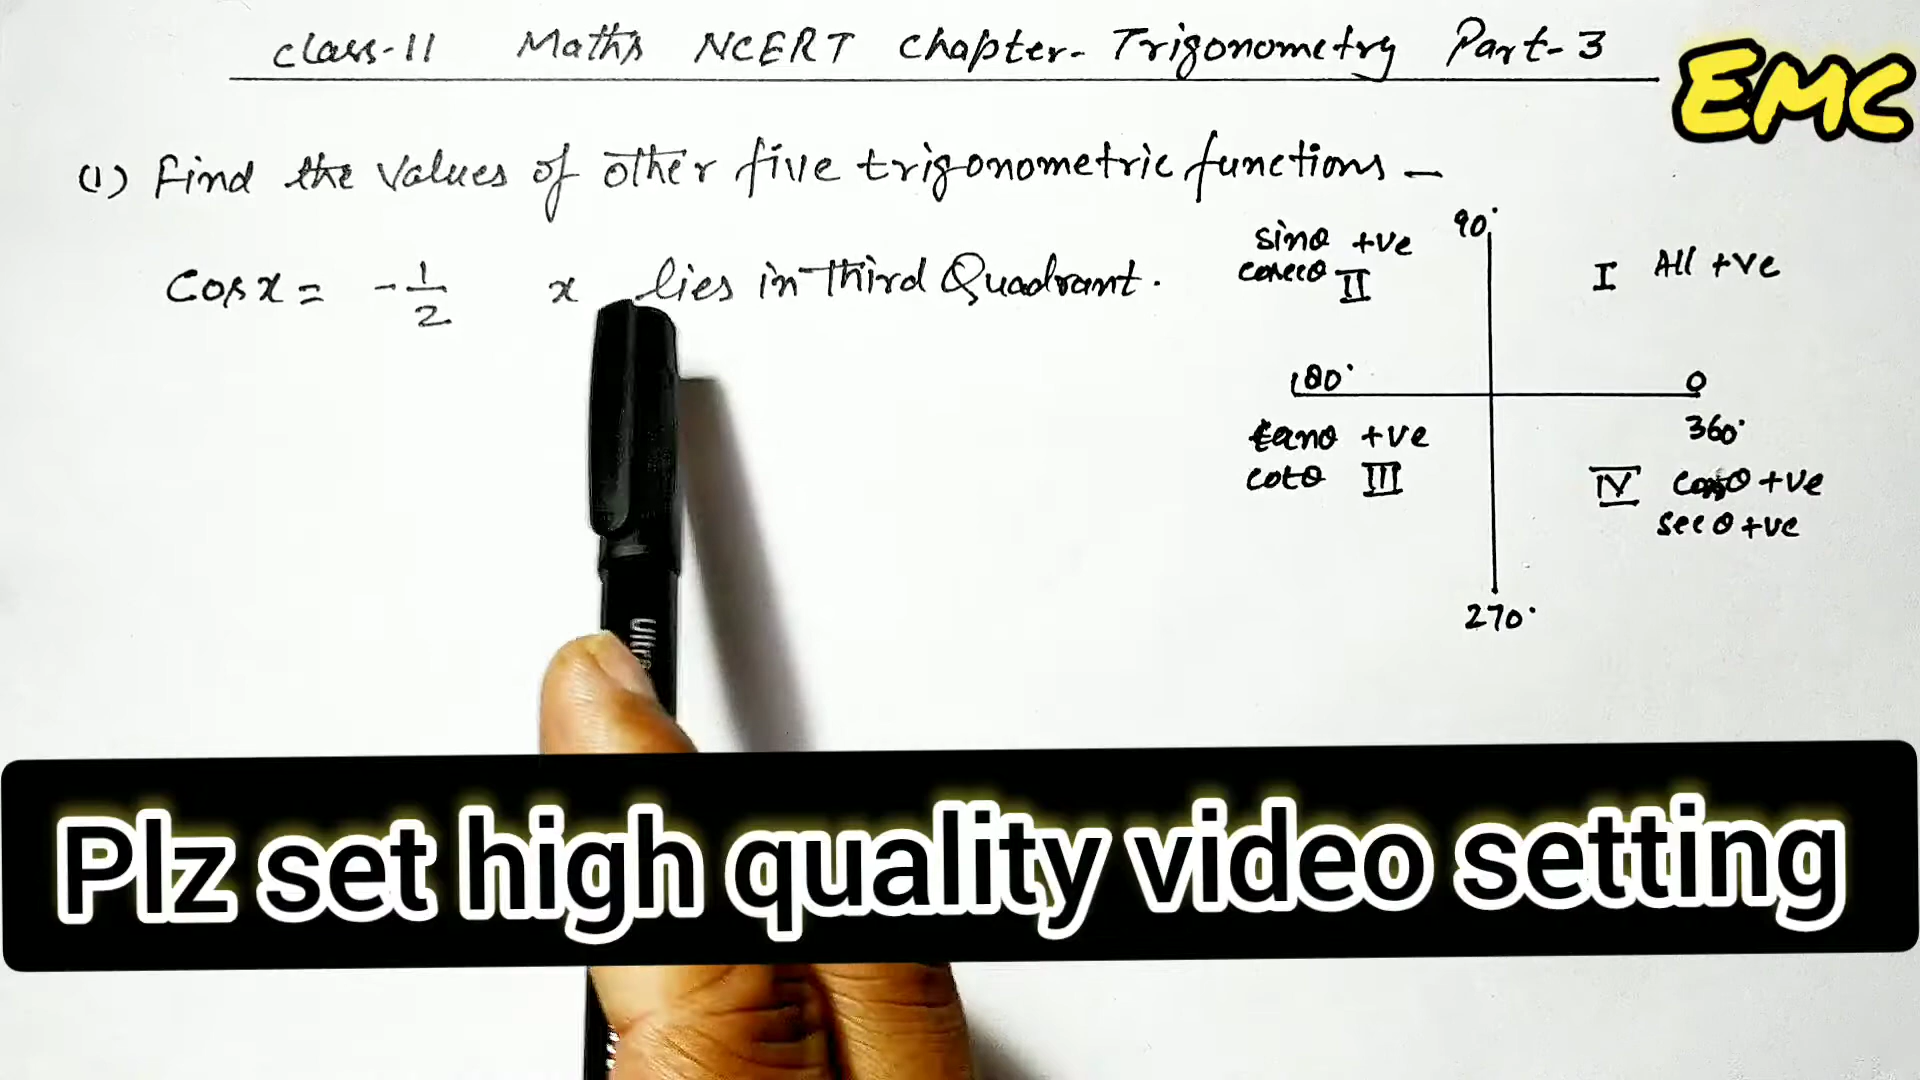 class-11 Maths NCERT Chapter- Trigonometry Part-3
EMC
(1) Find the values of other five trigonometric functions -
Cosx = -1/2 x lies in third Quadrant.
90°
sinθ +ve
cosecθ II
I All +ve
180°
0
360°
tanθ +ve
cotθ III
IV cosθ +ve
secθ +ve
270°
Ultra
Plz set high quality video setting